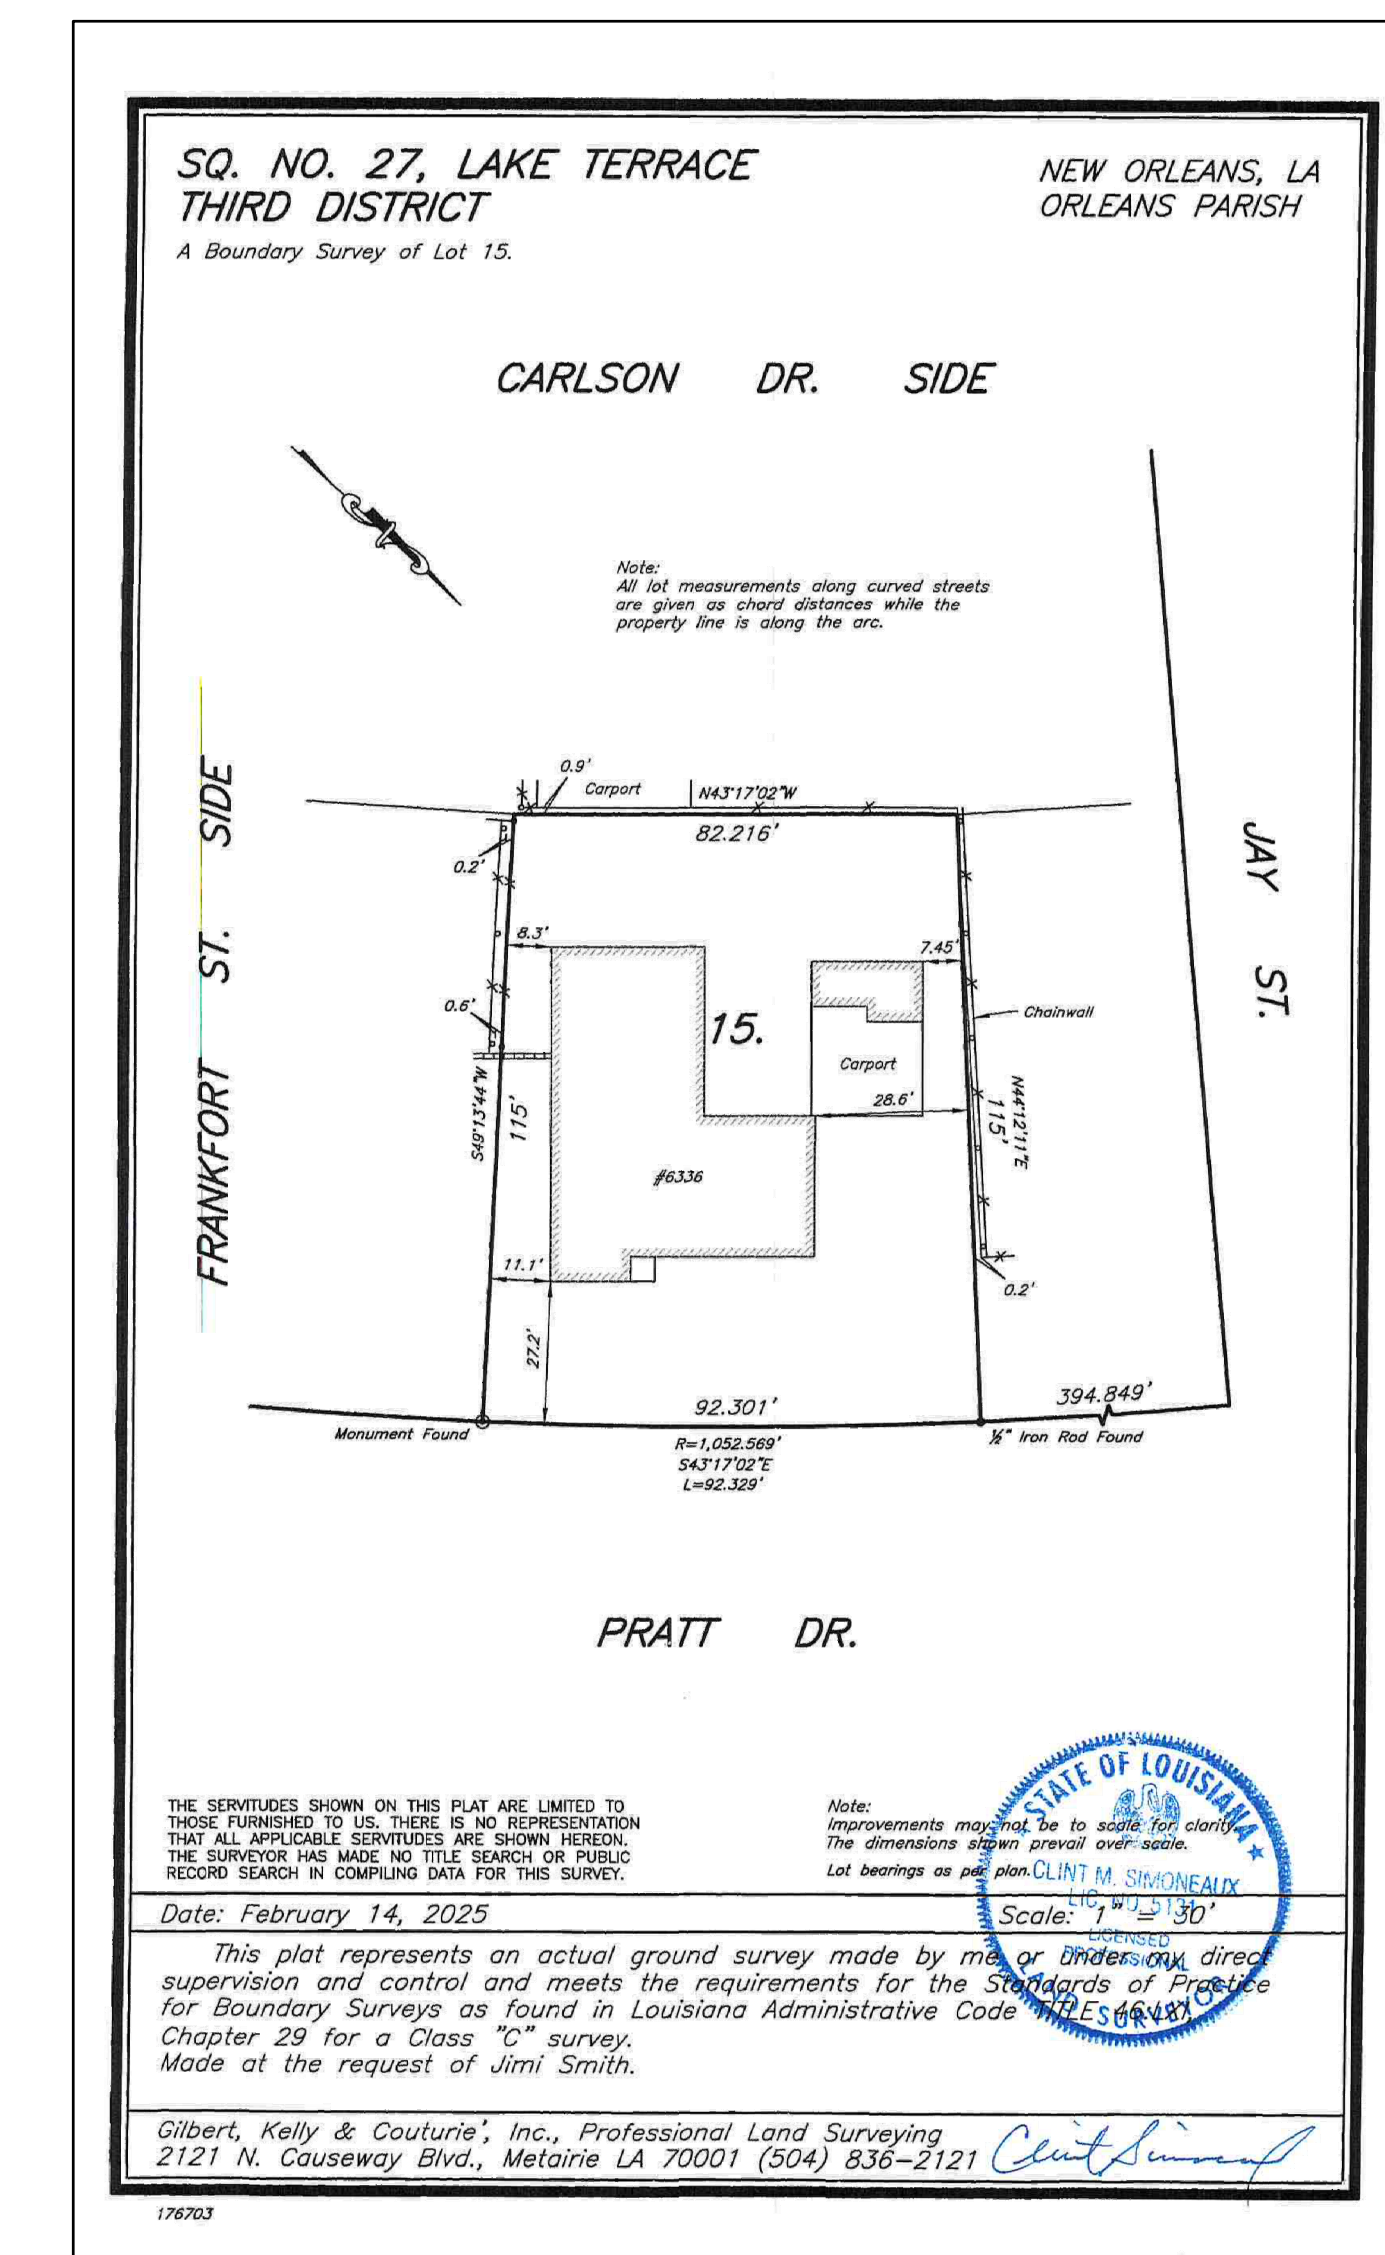 SQ. NO. 27, LAKE TERRACE
THIRD DISTRICT
A Boundary Survey of Lot 15.
NEW ORLEANS, LA
ORLEANS PARISH
CARLSON DR. SIDE
Note:
All lot measurements along curved streets
are given as chord distances while the
property line is along the arc.
FRANKFORT ST. SIDE
JAY ST.
0.9'
Carport
N43°17'02"W
82.216'
0.2'
8.3'
7.45'
0.6'
15.
Chainwall
Carport
28.6'
S49°13'44"W
115'
N44°12'11"E
115'
#6336
11.1'
0.2'
27.2'
92.301'
394.849'
Monument Found
½" Iron Rod Found
R=1,052.569'
S43°17'02"E
L=92.329'
PRATT DR.
THE SERVITUDES SHOWN ON THIS PLAT ARE LIMITED TO
THOSE FURNISHED TO US. THERE IS NO REPRESENTATION
THAT ALL APPLICABLE SERVITUDES ARE SHOWN HEREON.
THE SURVEYOR HAS MADE NO TITLE SEARCH OR PUBLIC
RECORD SEARCH IN COMPILING DATA FOR THIS SURVEY.
Note:
Improvements may not be to scale for clarity.
The dimensions shown prevail over scale.
Lot bearings as per plan.
STATE OF LOUISIANA
CLINT M. SIMONEAUX
LIC. NO. 5131
LICENSED
PROFESSIONAL
LAND SURVEYOR
Date: February 14, 2025
Scale: 1" = 30'
This plat represents an actual ground survey made by me or under my direct
supervision and control and meets the requirements for the Standards of Practice
for Boundary Surveys as found in Louisiana Administrative Code TITLE 46:LXI,
Chapter 29 for a Class "C" survey.
Made at the request of Jimi Smith.
Gilbert, Kelly & Couturie', Inc., Professional Land Surveying
2121 N. Causeway Blvd., Metairie LA 70001 (504) 836-2121
Clint Simoneaux
176703